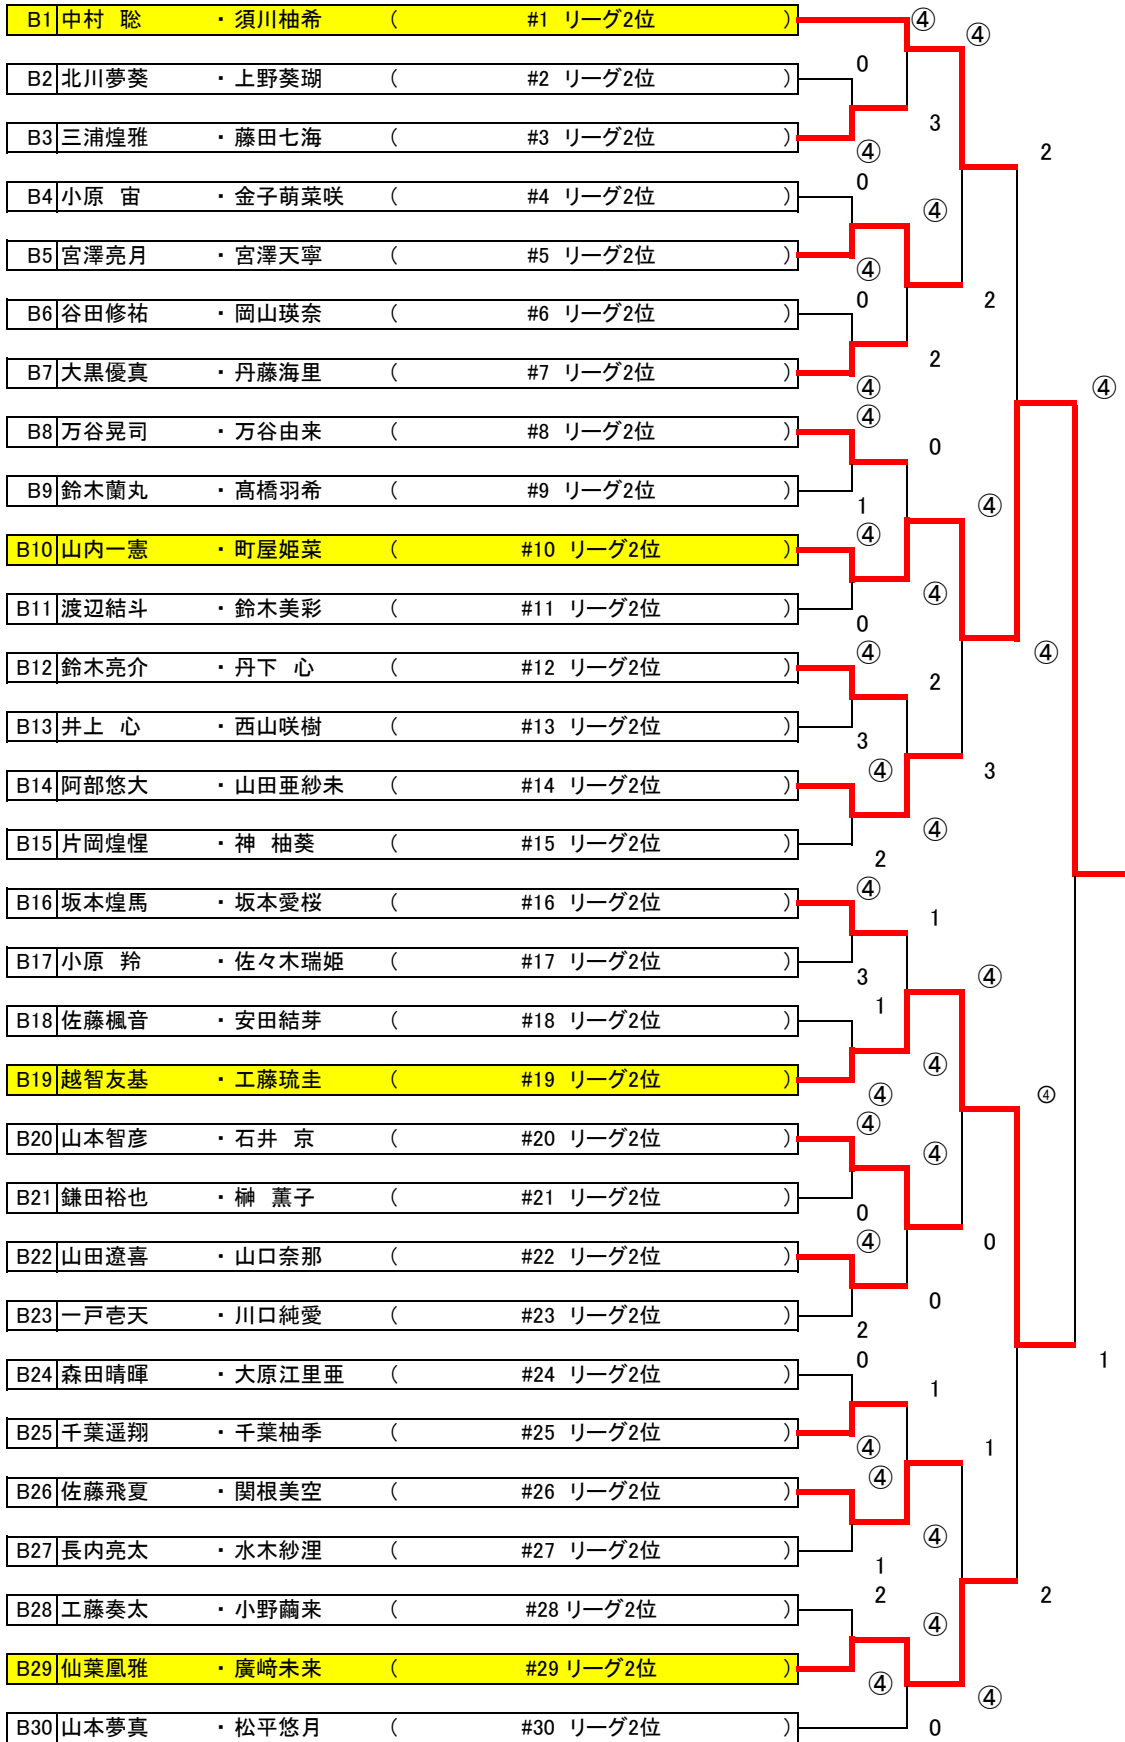 B1 中村　聡 ・須川柚希 ( #1 リーグ2位 ) ④
④
0
B2 北川夢葵 ・上野葵瑚 ( #2 リーグ2位 )
3
B3 三浦煌雅 ・藤田七海 ( #3 リーグ2位 )
④
2
0
B4 小原　宙 ・金子萌菜咲 ( #4 リーグ2位 )
④
B5 宮澤亮月 ・宮澤天寧 ( #5 リーグ2位 )
④
0
2
B6 谷田修祐 ・岡山瑛奈 ( #6 リーグ2位 )
2
B7 大黒優真 ・丹藤海里 ( #7 リーグ2位 )
④
④
④
B8 万谷晃司 ・万谷由来 ( #8 リーグ2位 )
0
B9 鈴木蘭丸 ・髙橋羽希 ( #9 リーグ2位 )
1
④
④
B10 山内一憲 ・町屋姫菜 ( #10 リーグ2位 )
④
B11 渡辺結斗 ・鈴木美彩 ( #11 リーグ2位 )
0
④
④
B12 鈴木亮介 ・丹下　心 ( #12 リーグ2位 )
2
B13 井上　心 ・西山咲樹 ( #13 リーグ2位 )
3
④
3
B14 阿部悠大 ・山田亜紗未 ( #14 リーグ2位 )
④
B15 片岡煌惺 ・神　柚葵 ( #15 リーグ2位 )
2
④
B16 坂本煌馬 ・坂本愛桜 ( #16 リーグ2位 )
1
B17 小原　羚 ・佐々木瑞姫 ( #17 リーグ2位 )
3
④
1
B18 佐藤楓音 ・安田結芽 ( #18 リーグ2位 )
④
B19 越智友基 ・工藤琉圭 ( #19 リーグ2位 )
④
④
④
B20 山本智彦 ・石井　京 ( #20 リーグ2位 )
④
B21 鎌田裕也 ・榊　薫子 ( #21 リーグ2位 )
0
④
0
B22 山田遼喜 ・山口奈那 ( #22 リーグ2位 )
0
B23 一戸壱天 ・川口純愛 ( #23 リーグ2位 )
2
0
1
B24 森田晴暉 ・大原江里亜 ( #24 リーグ2位 )
1
B25 千葉遥翔 ・千葉柚季 ( #25 リーグ2位 )
④
1
④
B26 佐藤飛夏 ・関根美空 ( #26 リーグ2位 )
④
B27 長内亮太 ・水木紗浬 ( #27 リーグ2位 )
1
2
2
B28 工藤奏太 ・小野繭来 ( #28 リーグ2位 )
④
B29 仙葉凰雅 ・廣﨑未来 ( #29 リーグ2位 )
④
④
B30 山本夢真 ・松平悠月 ( #30 リーグ2位 )
0